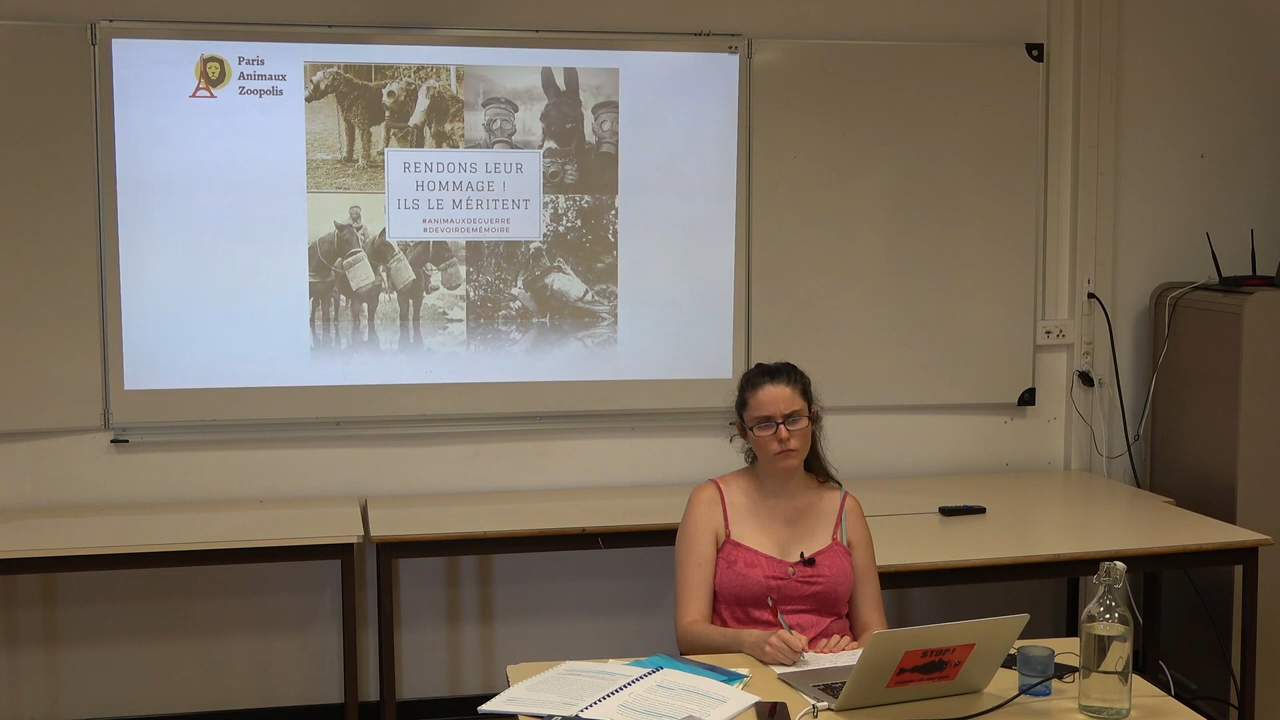 Paris
Animaux
Zoopolis
RENDONS LEUR
HOMMAGE !
ILS LE MÉRITENT
#ANIMAUXDEGUERRE
#DEVOIRDEMÉMOIRE
STOP!